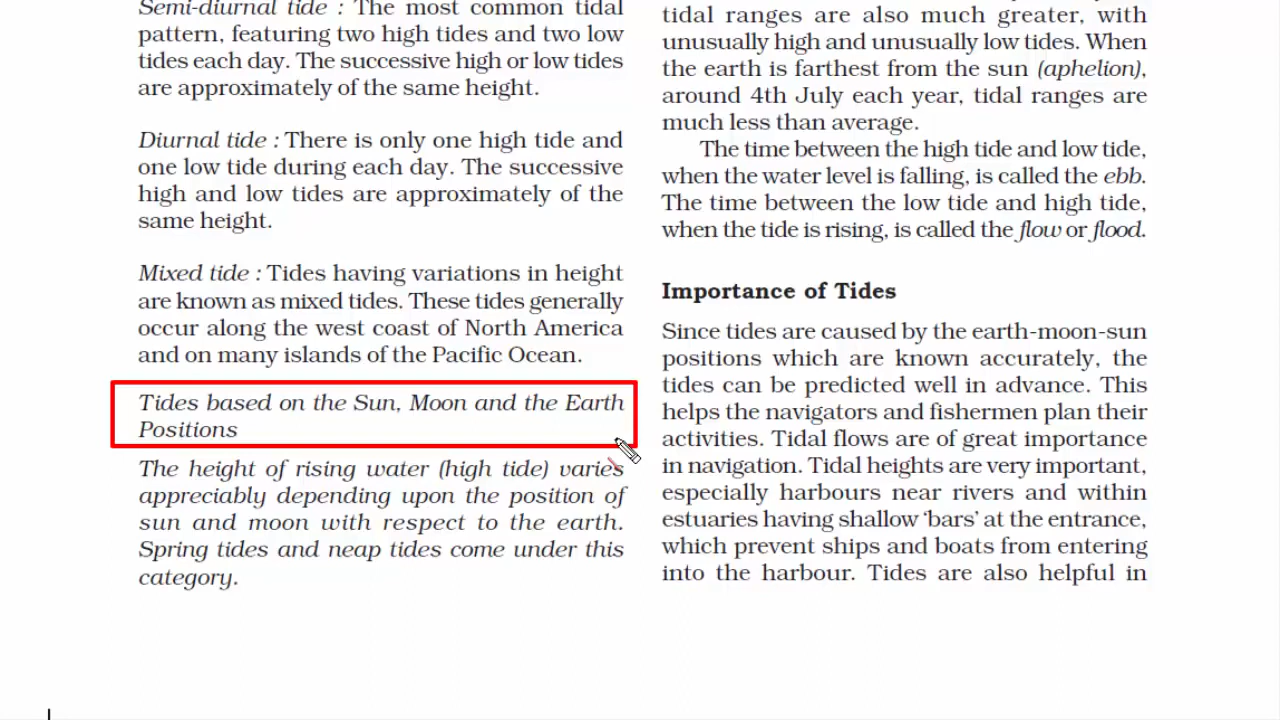 Semi-diurnal tide : The most common tidal
pattern, featuring two high tides and two low
tides each day. The successive high or low tides
are approximately of the same height.
Diurnal tide : There is only one high tide and
one low tide during each day. The successive
high and low tides are approximately of the
same height.
Mixed tide : Tides having variations in height
are known as mixed tides. These tides generally
occur along the west coast of North America
and on many islands of the Pacific Ocean.
Tides based on the Sun, Moon and the Earth
Positions
The height of rising water (high tide) varies
appreciably depending upon the position of
sun and moon with respect to the earth.
Spring tides and neap tides come under this
category.
tidal ranges are also much greater, with
unusually high and unusually low tides. When
the earth is farthest from the sun (aphelion),
around 4th July each year, tidal ranges are
much less than average.
The time between the high tide and low tide,
when the water level is falling, is called the ebb.
The time between the low tide and high tide,
when the tide is rising, is called the flow or flood.
Importance of Tides
Since tides are caused by the earth-moon-sun
positions which are known accurately, the
tides can be predicted well in advance. This
helps the navigators and fishermen plan their
activities. Tidal flows are of great importance
in navigation. Tidal heights are very important,
especially harbours near rivers and within
estuaries having shallow ‘bars’ at the entrance,
which prevent ships and boats from entering
into the harbour. Tides are also helpful in